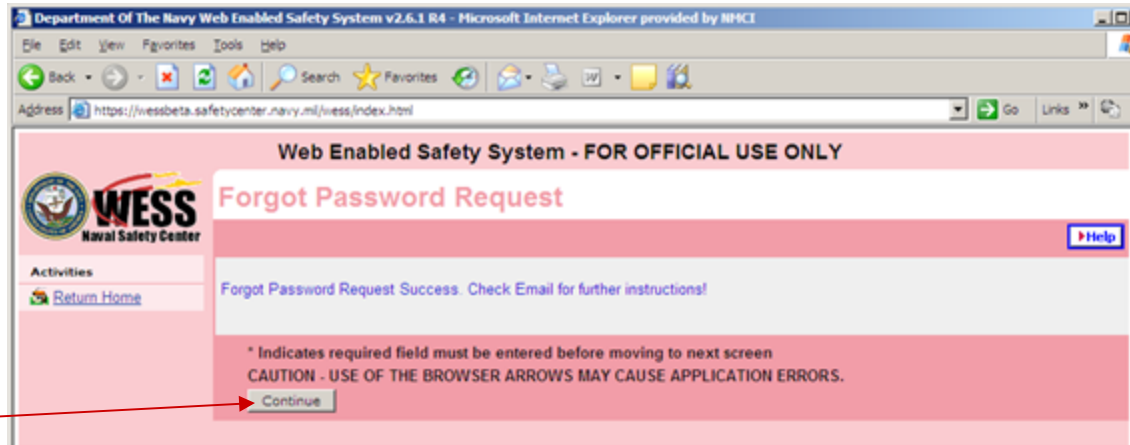 Department Of The Navy Web Enabled Safety System v2.6.1 R4 - Microsoft Internet Explorer provided by NMCI
File Edit View Favorites Tools Help
Back Search Favorites
Address https://wessbeta.safetycenter.navy.mil/wess/index.html Go Links »
Web Enabled Safety System - FOR OFFICIAL USE ONLY
WESS
Naval Safety Center
Forgot Password Request
Help
Activities
Return Home
Forgot Password Request Success. Check Email for further instructions!
* Indicates required field must be entered before moving to next screen
CAUTION - USE OF THE BROWSER ARROWS MAY CAUSE APPLICATION ERRORS.
Continue